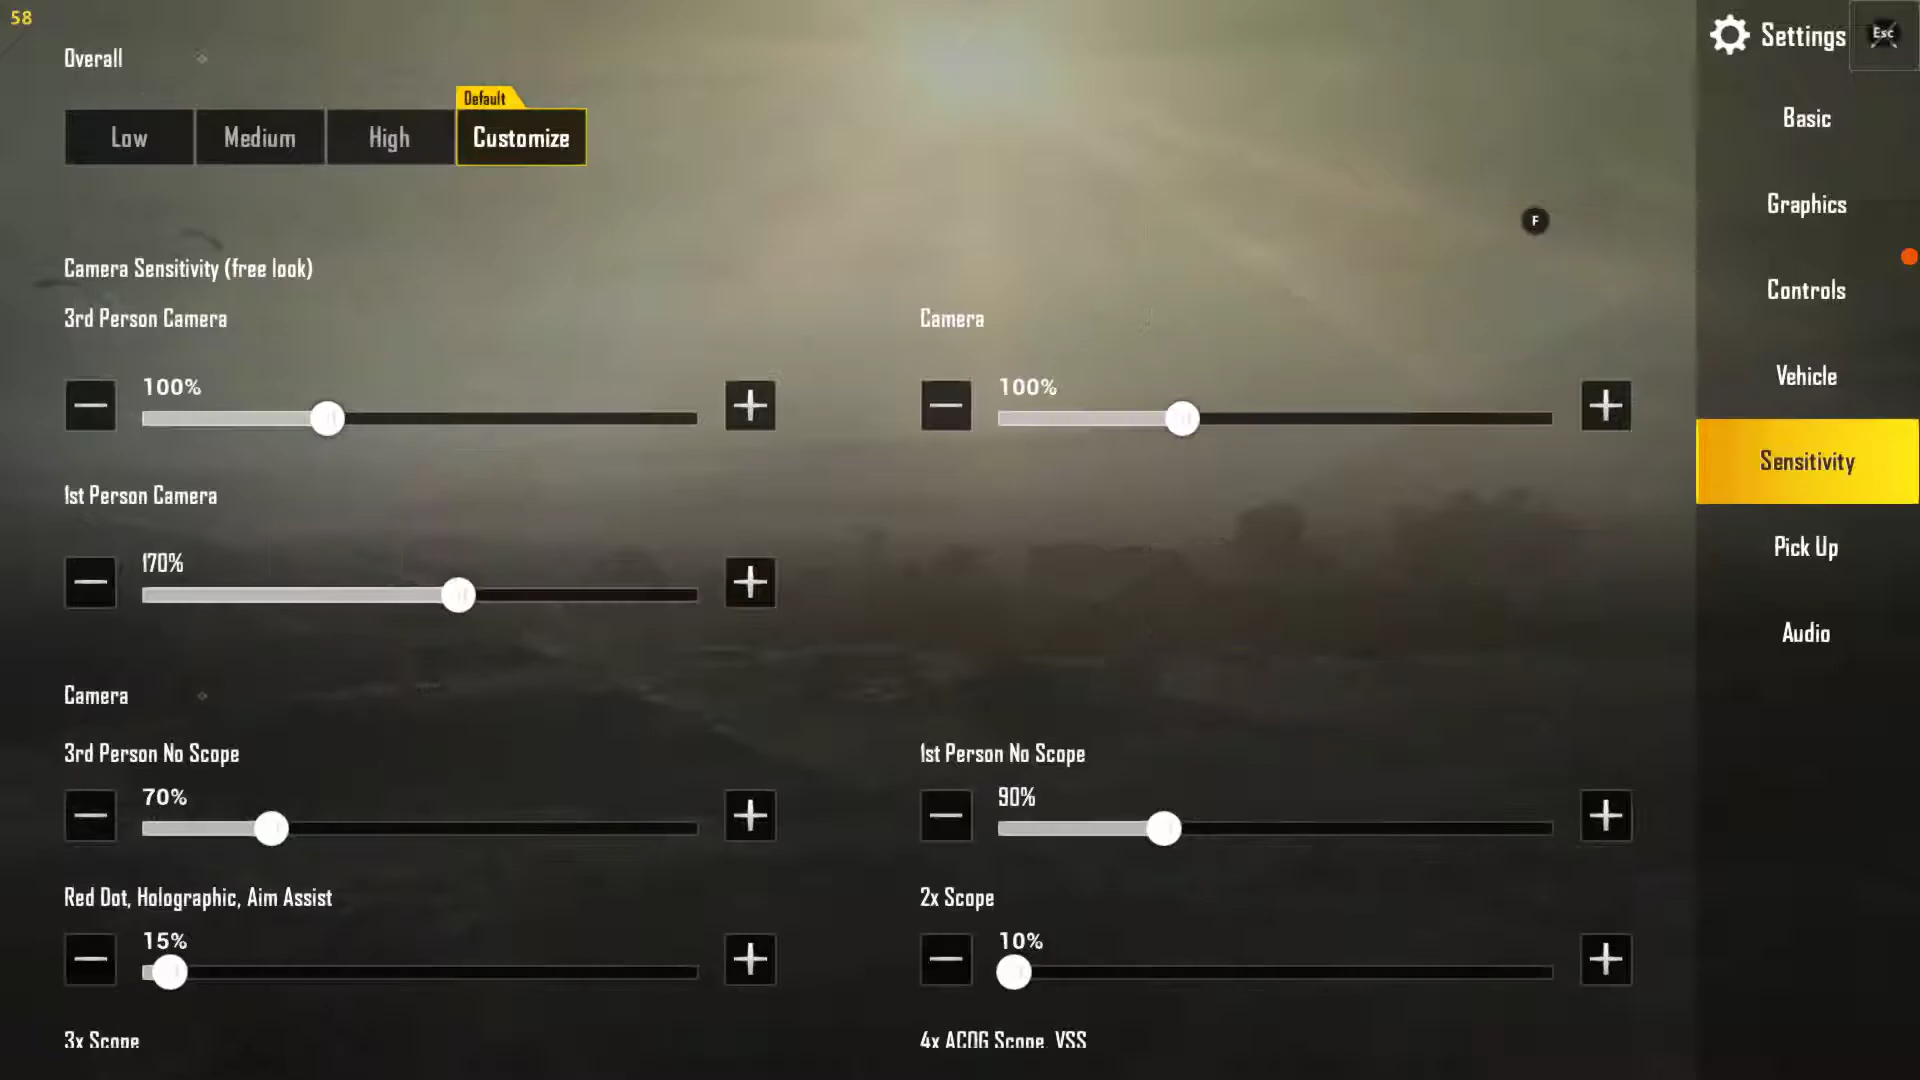 58
Overall
Default
Low Medium High Customize
Camera Sensitivity (free look)
3rd Person Camera
100%
Camera
100%
1st Person Camera
170%
Camera
3rd Person No Scope
70%
1st Person No Scope
90%
Red Dot, Holographic, Aim Assist
15%
2x Scope
10%
3x Scope
4x ACOG Scope, VSS
F
Settings
Esc
Basic
Graphics
Controls
Vehicle
Sensitivity
Pick Up
Audio